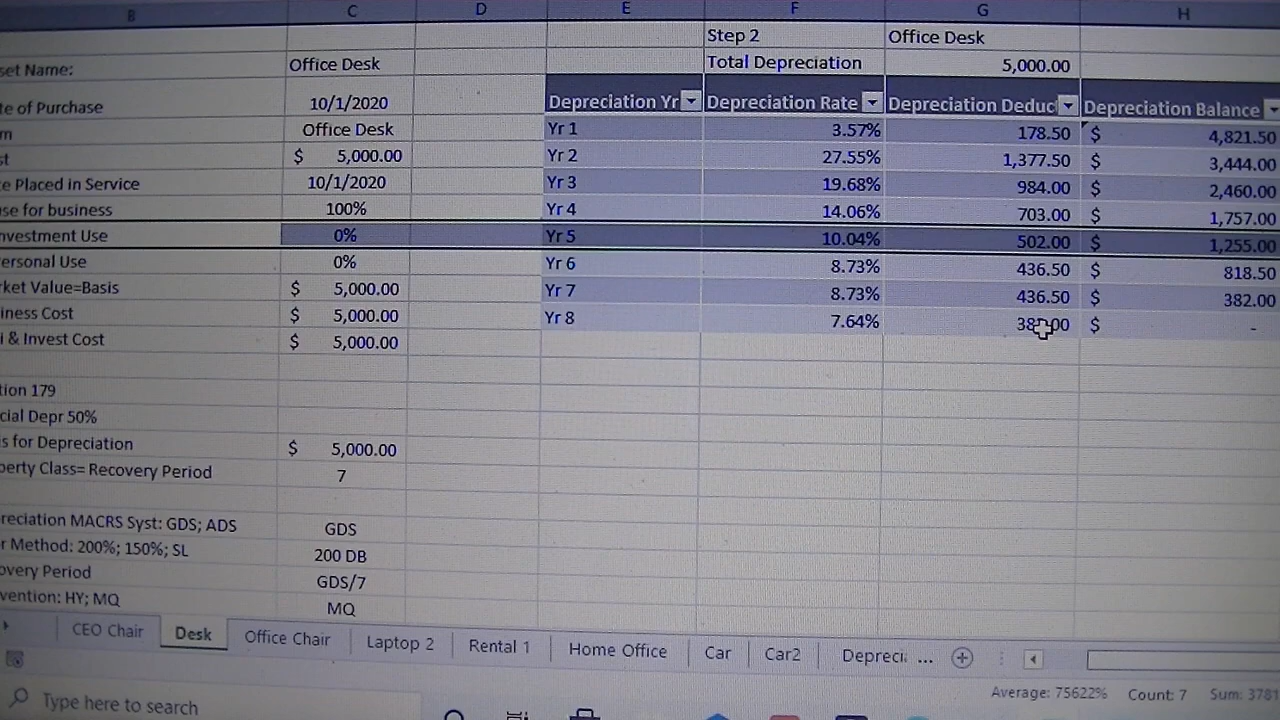 B C D E F G H
Step 2 Office Desk
set Name: Office Desk Total Depreciation 5,000.00
te of Purchase 10/1/2020 Depreciation Yr Depreciation Rate Depreciation Deduc Depreciation Balance
m Office Desk Yr 1 3.57% 178.50 $ 4,821.50
st $ 5,000.00 Yr 2 27.55% 1,377.50 $ 3,444.00
e Placed in Service 10/1/2020 Yr 3 19.68% 984.00 $ 2,460.00
se for business 100% Yr 4 14.06% 703.00 $ 1,757.00
nvestment Use 0% Yr 5 10.04% 502.00 $ 1,255.00
ersonal Use 0% Yr 6 8.73% 436.50 $ 818.50
rket Value=Basis $ 5,000.00 Yr 7 8.73% 436.50 $ 382.00
iness Cost $ 5,000.00 Yr 8 7.64% $ -
i & Invest Cost $ 5,000.00
tion 179
cial Depr 50%
s for Depreciation $ 5,000.00
perty Class= Recovery Period 7
reciation MACRS Syst: GDS; ADS GDS
r Method: 200%; 150%; SL 200 DB
overy Period GDS/7
vention: HY; MQ MQ
CEO Chair Desk Office Chair Laptop 2 Rental 1 Home Office Car Car2 Depreci ...
Average: 75622% Count: 7 Sum: 3781
Type here to search